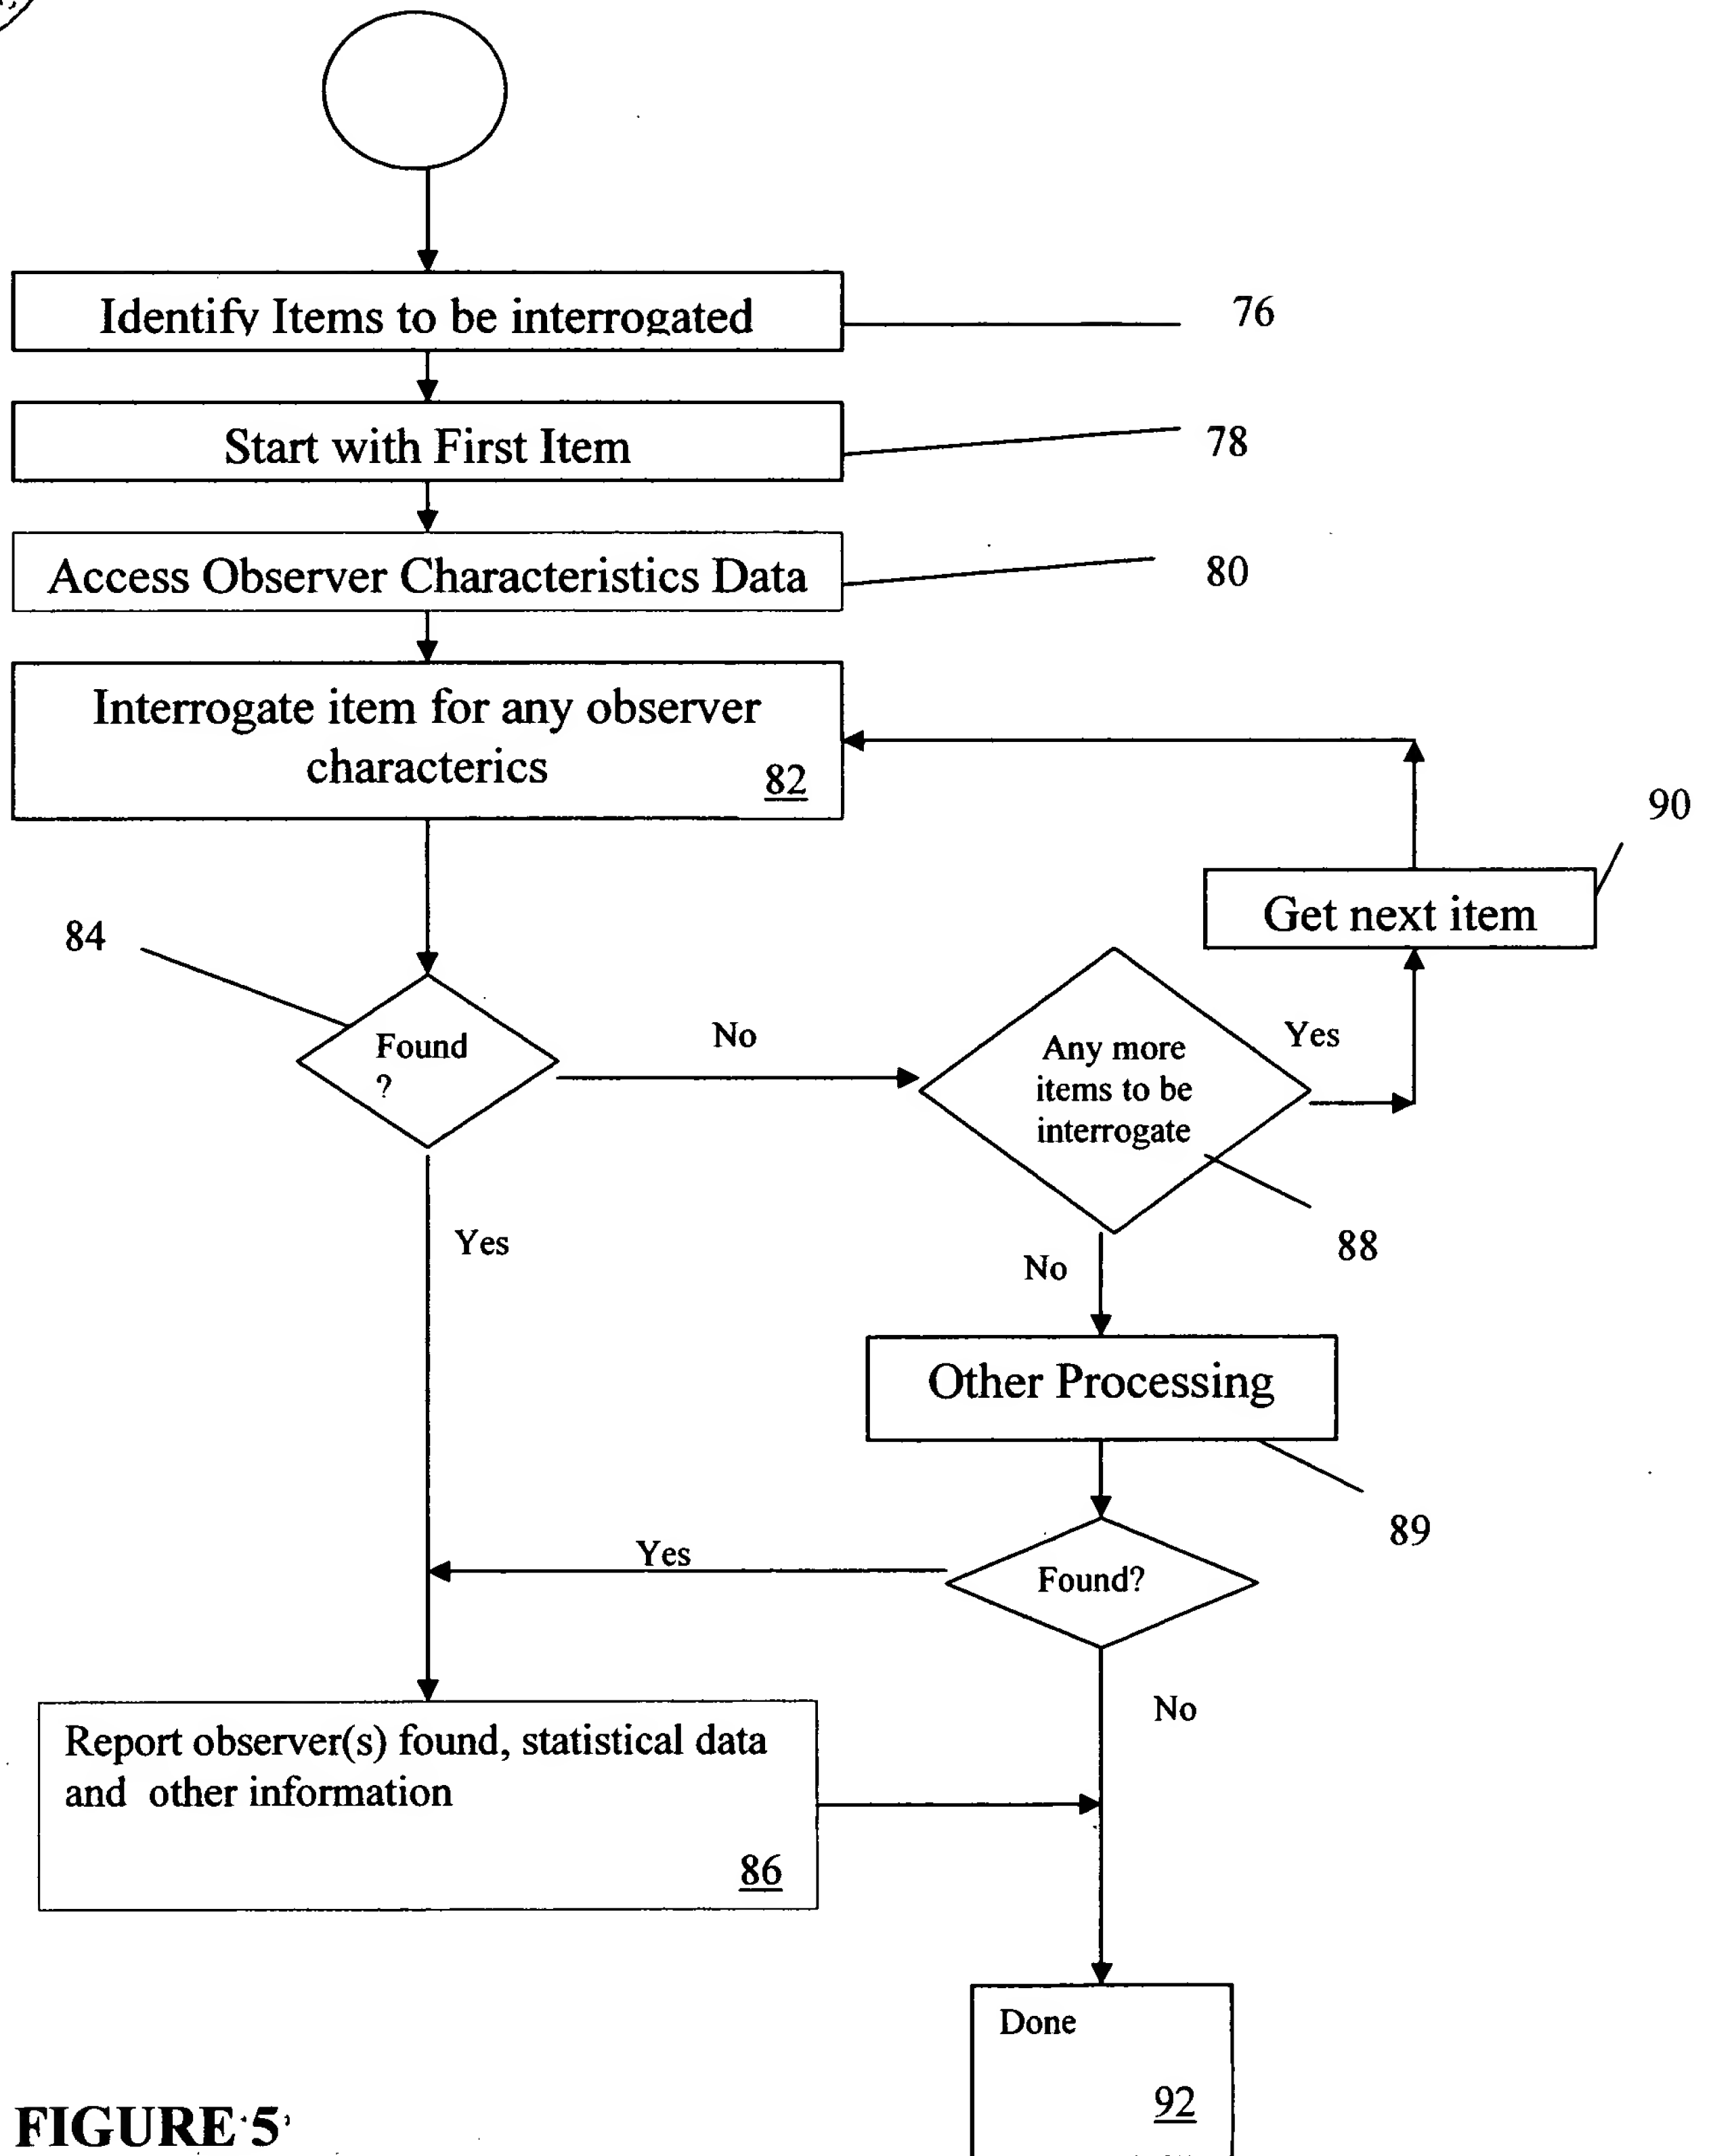 Identify Items to be interrogated
76
Start with First Item
78
Access Observer Characteristics Data
80
Interrogate item for any observer
characterics
82
90
Get next item
84
Found
?
No
Any more
items to be
interrogate
Yes
88
Yes
No
Other Processing
89
Yes
Found?
No
Report observer(s) found, statistical data
and other information
86
Done
92
FIGURE 5